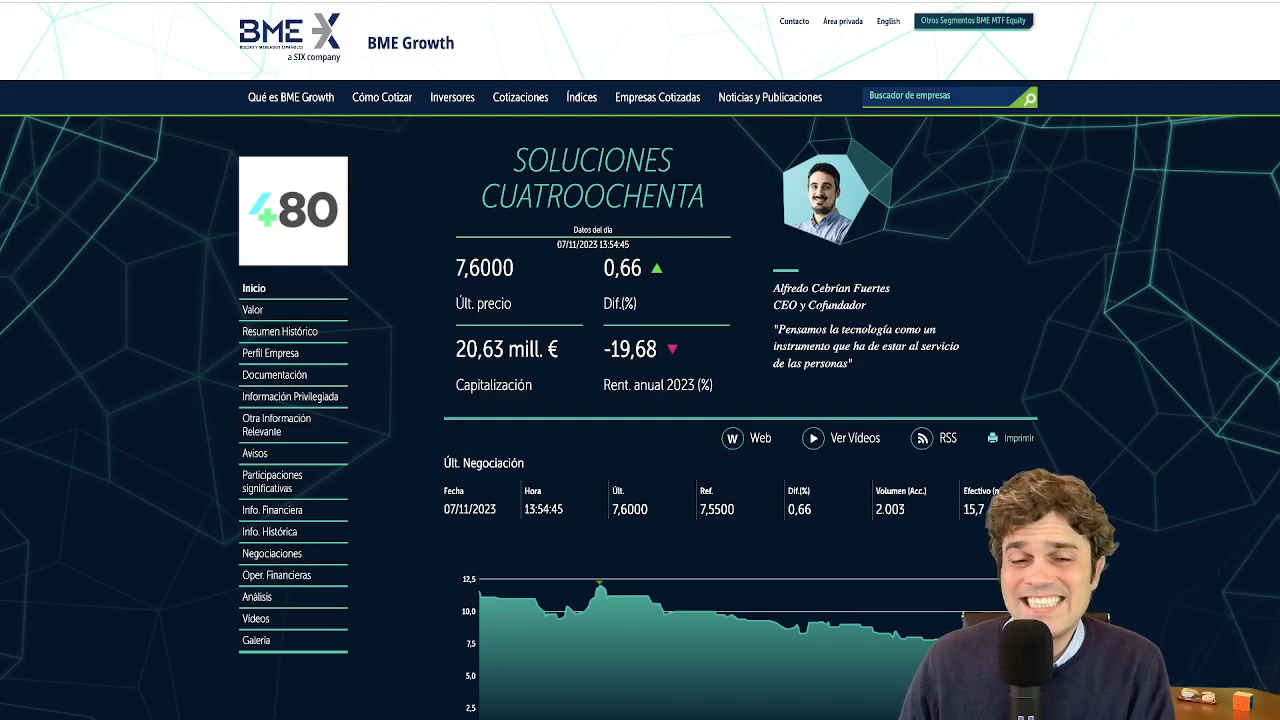 BME
BOLSAS Y MERCADOS ESPAÑOLES
a SIX company
BME Growth
Contacto
Área privada
English
Otros Segmentos BME MTF Equity
Qué es BME Growth
Cómo Cotizar
Inversores
Cotizaciones
Índices
Empresas Cotizadas
Noticias y Publicaciones
Buscador de empresas
480
Inicio
Valor
Resumen Histórico
Perfil Empresa
Documentación
Información Privilegiada
Otra Información
Relevante
Avisos
Participaciones
significativas
Info. Financiera
Info. Histórica
Negociaciones
Oper. Financieras
Análisis
Vídeos
Galería
SOLUCIONES
CUATROOCHENTA
Datos del día
07/11/2023 13:54:45
7,6000
0,66
Últ. precio
Dif.(%)
20,63 mill. €
-19,68
Capitalización
Rent. anual 2023 (%)
Alfredo Cebrían Fuertes
CEO y Cofundador
"Pensamos la tecnología como un
instrumento que ha de estar al servicio
de las personas"
W Web
Ver Vídeos
RSS
Imprimir
Últ. Negociación
Fecha
Hora
Últ.
Ref.
Dif.(%)
Volumen (Acc.)
Efectivo
07/11/2023
13:54:45
7,6000
7,5500
0,66
2.003
15,7
12,5
10,0
7,5
5,0
2,5